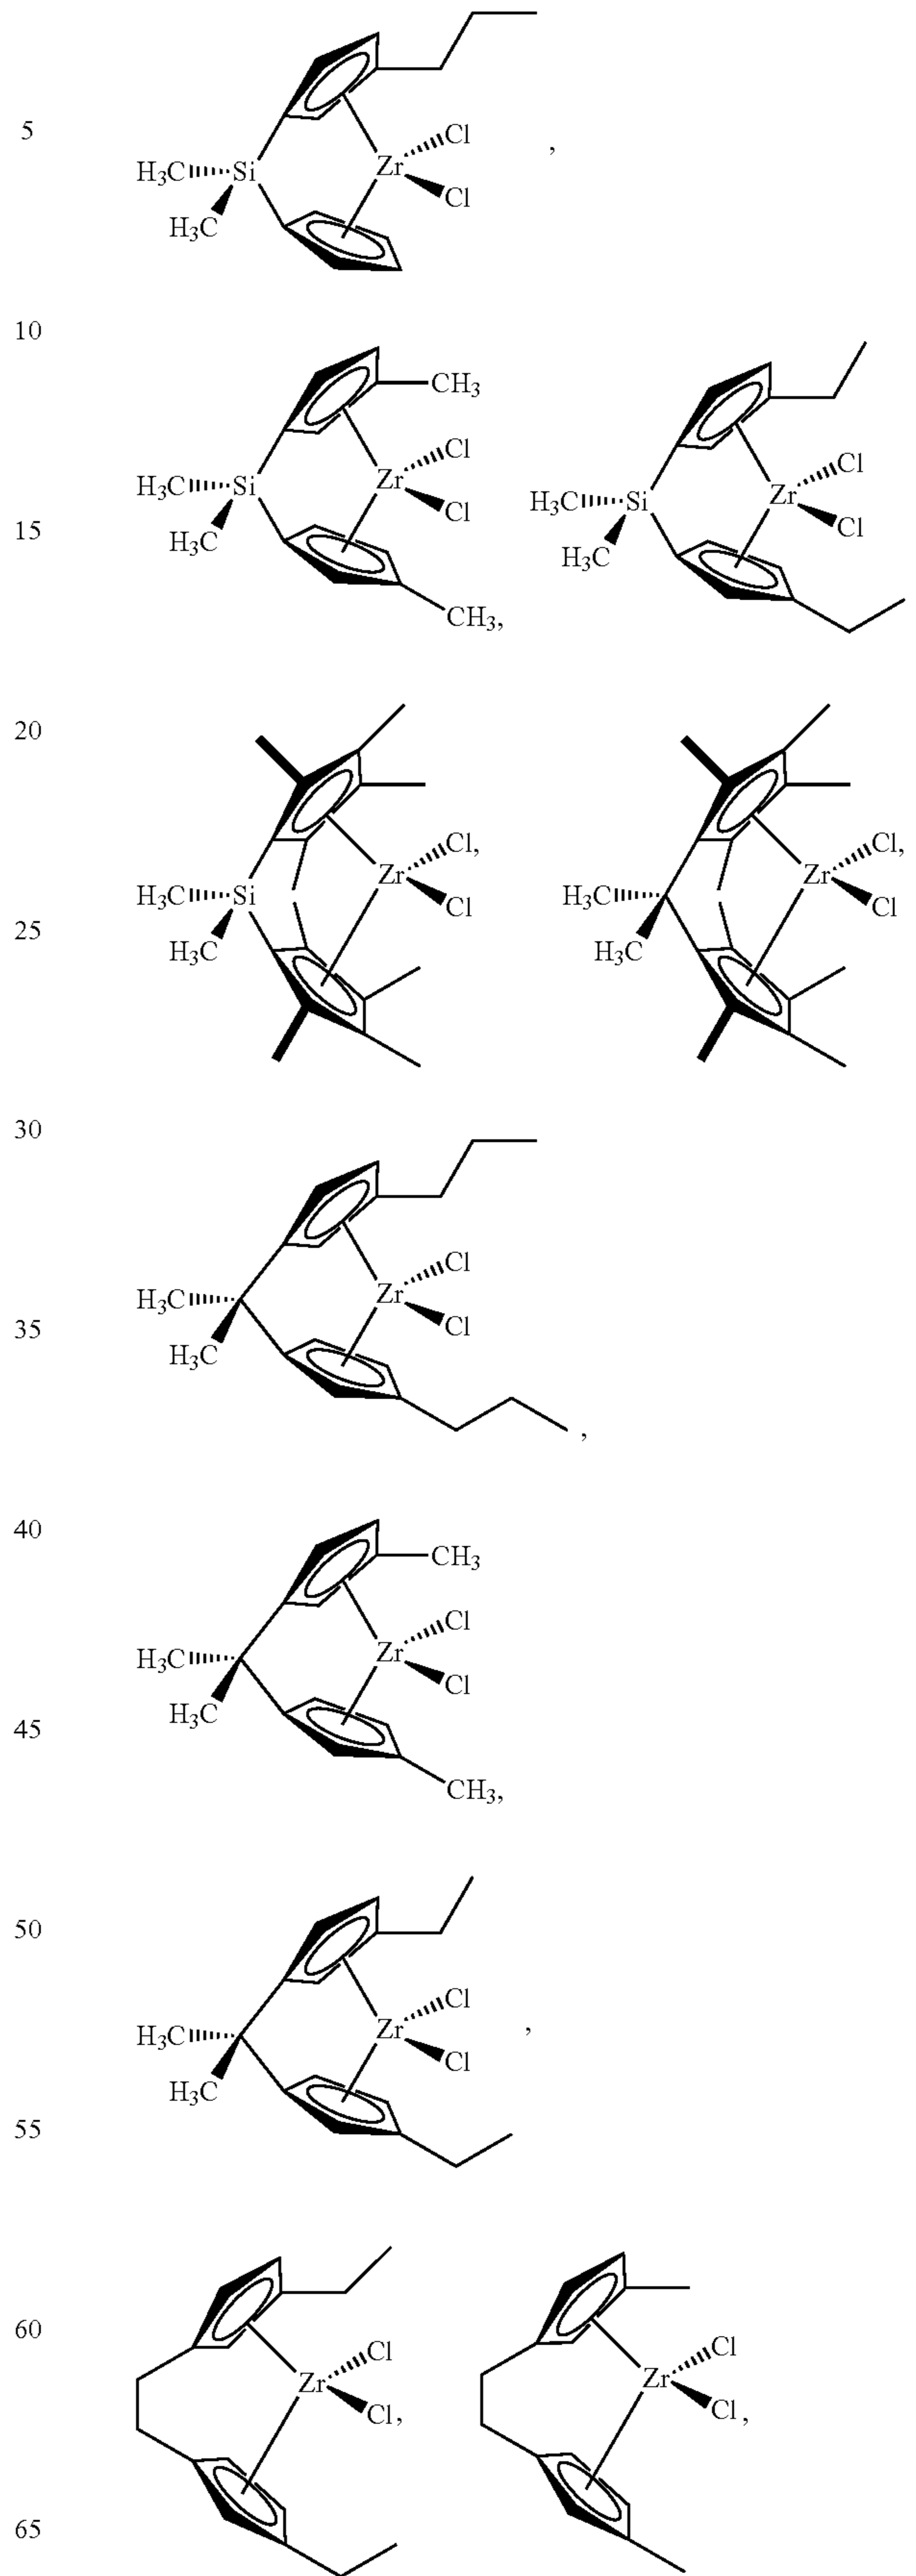 Cl
5
Zr
,
H₃C Si
Cl
H₃C
10
CH₃
Cl
Cl
H₃C Si Zr
H₃C Si Zr
Cl
15
Cl
H₃C
H₃C
CH₃,
20
Cl, Cl,
Zr Zr
H₃C Si H₃C
Cl Cl
25
H₃C H₃C
30
Cl
Zr
H₃C
35
Cl
H₃C
,
40
CH₃
Cl
Zr
H₃C
Cl
H₃C
45
CH₃,
50
Cl
Zr
,
H₃C
Cl
H₃C
55
60
Cl Cl
Zr Zr
Cl, Cl,
65